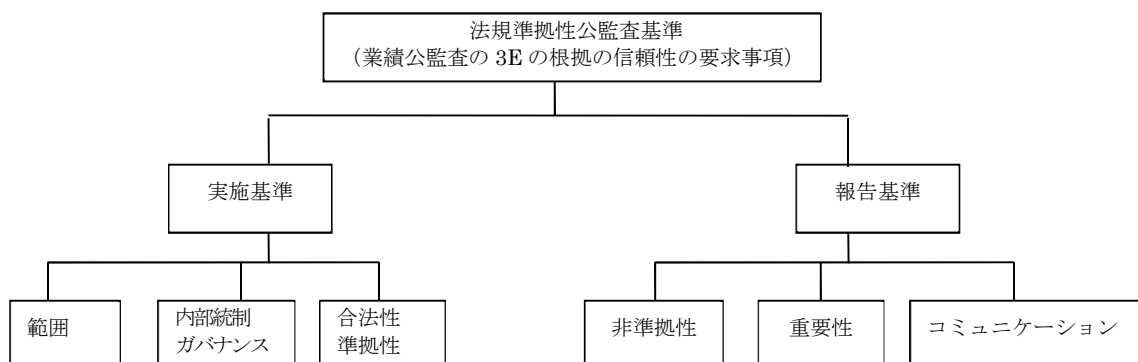 法規準拠性公監査基準
（業績公監査の 3E の根拠の信頼性の要求事項）
実施基準
報告基準
範囲
内部統制
ガバナンス
合法性
準拠性
非準拠性
重要性
コミュニケーション